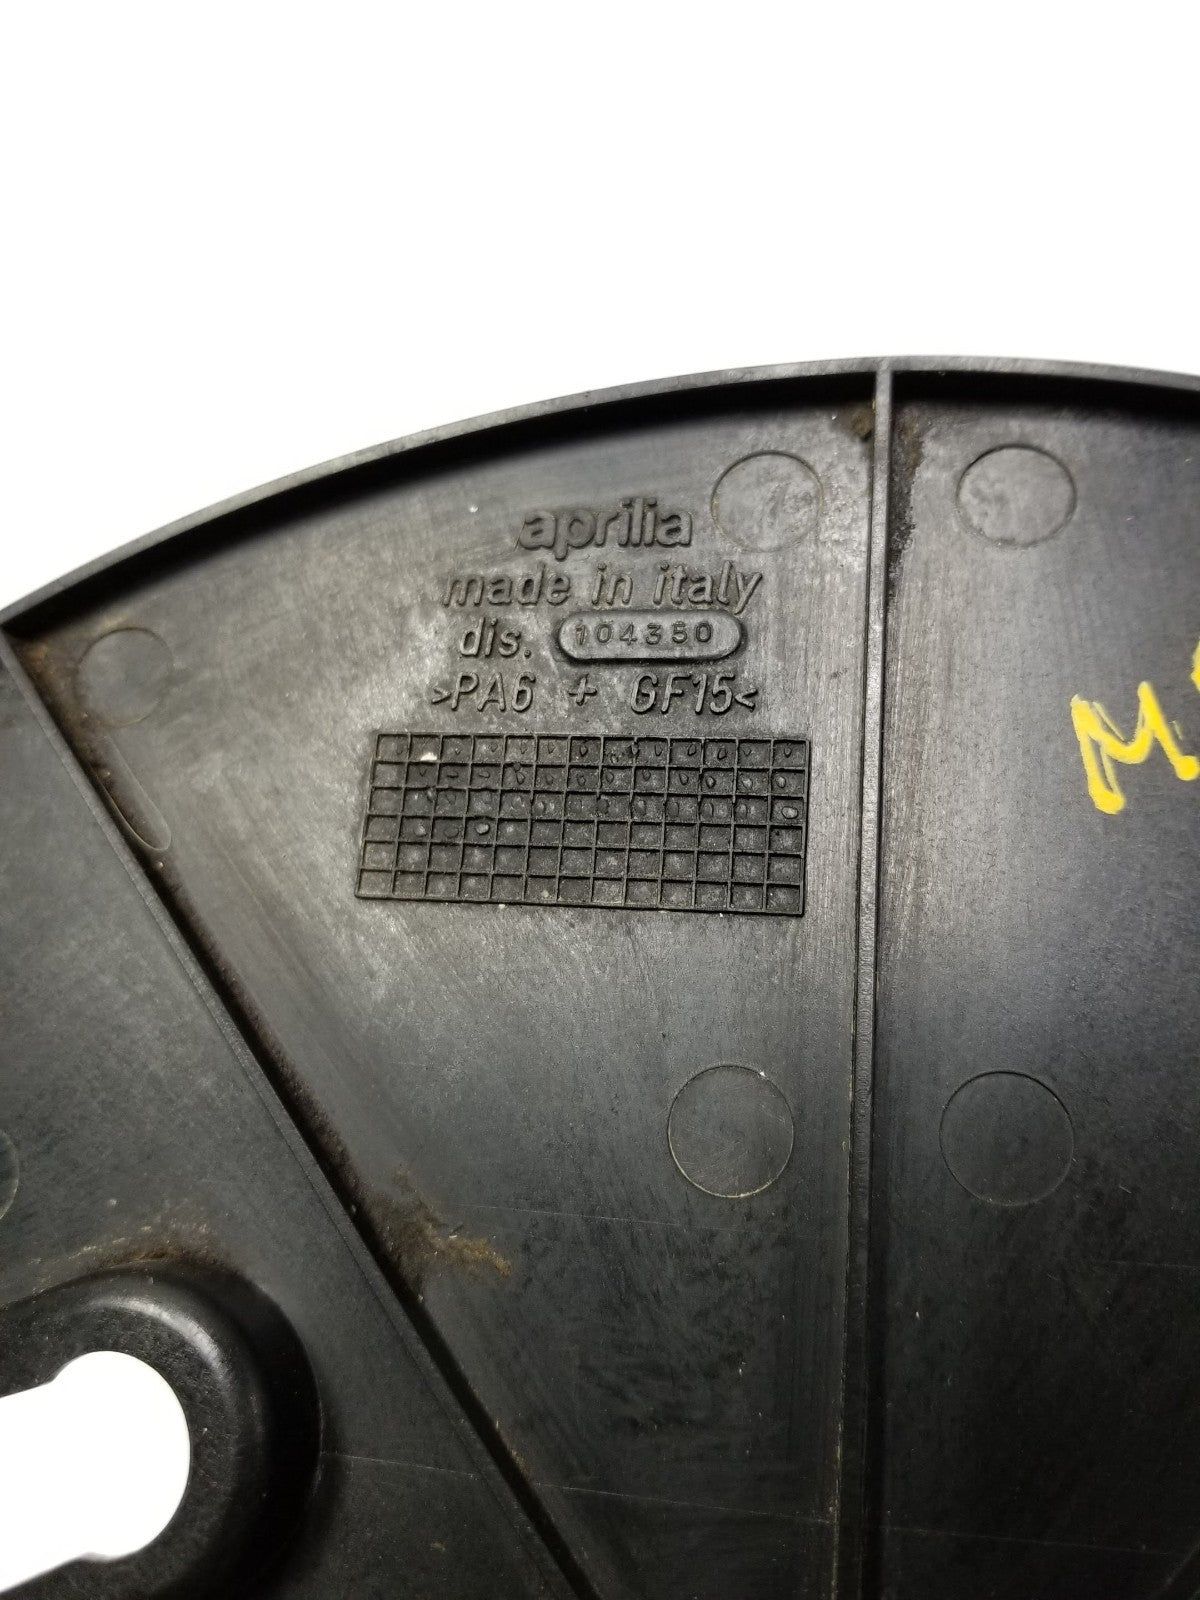 aprilia
made in italy
dis. 104350
>PA6 + GF15<
M